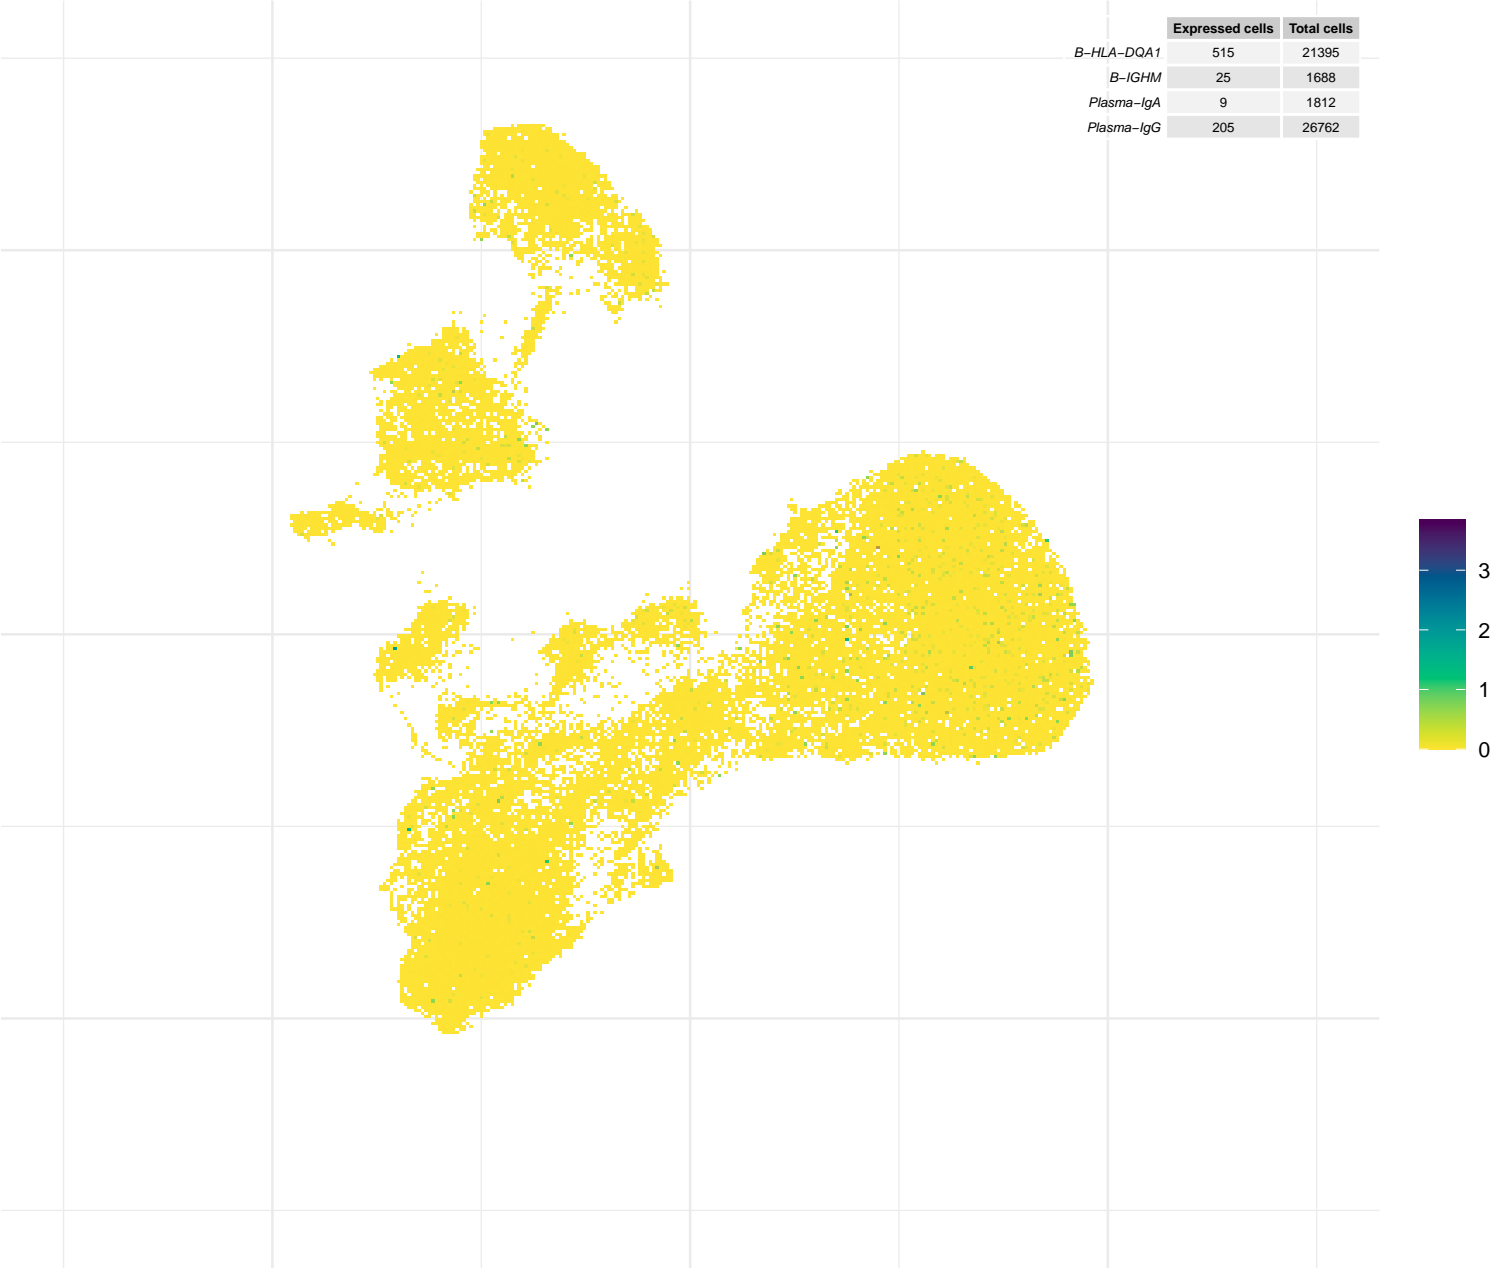 Expressed cells Total cells
B−HLA−DQA1 515 21395
B−IGHM 25 1688
Plasma−IgA 9 1812
Plasma−IgG 205 26762
3
2
1
0